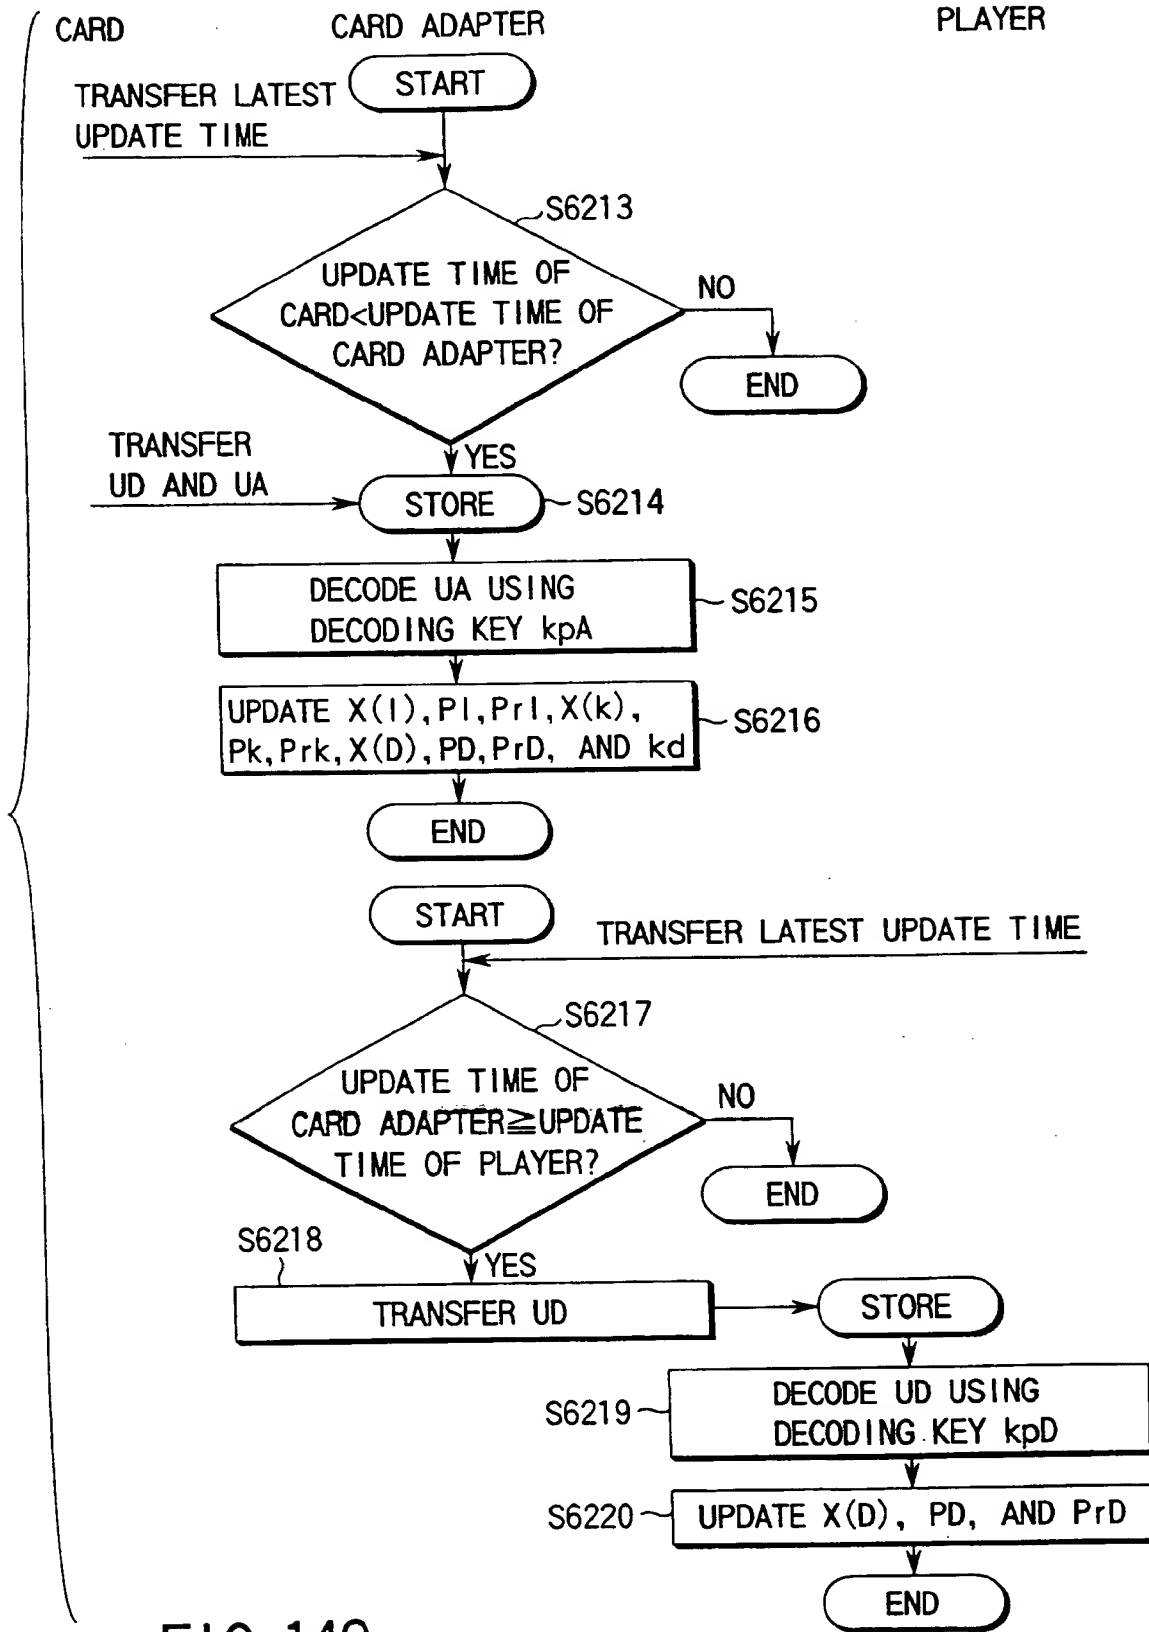 CARD
CARD ADAPTER
PLAYER
START
TRANSFER LATEST
UPDATE TIME
S6213
UPDATE TIME OF
CARD<UPDATE TIME OF
CARD ADAPTER?
NO
END
TRANSFER
UD AND UA
YES
STORE
S6214
DECODE UA USING
DECODING KEY kpA
S6215
UPDATE X(I), PI, PrI, X(k),
Pk, Prk, X(D), PD, PrD, AND kd
S6216
END
START
TRANSFER LATEST UPDATE TIME
S6217
UPDATE TIME OF
CARD ADAPTER≧UPDATE
TIME OF PLAYER?
NO
END
S6218
YES
TRANSFER UD
STORE
S6219
DECODE UD USING
DECODING KEY kpD
S6220
UPDATE X(D), PD, AND PrD
END